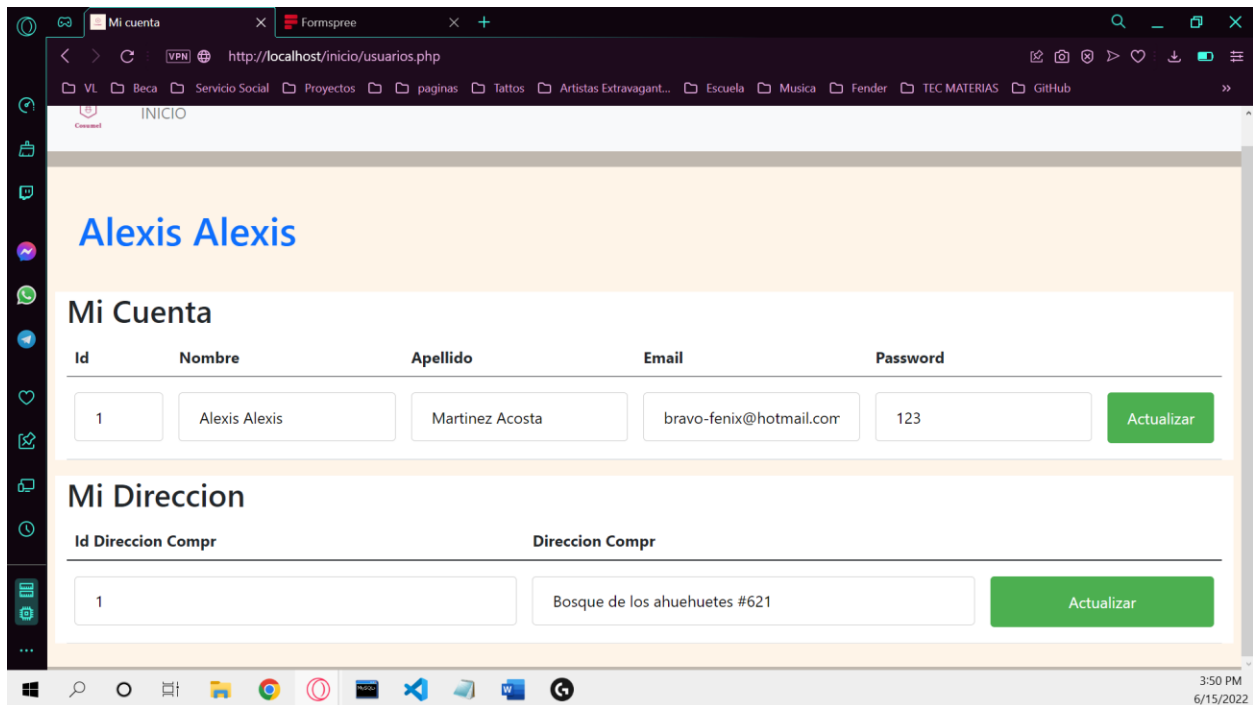 Mi cuenta Formspree
VPN http://localhost/inicio/usuarios.php
VL Beca Servicio Social Proyectos paginas Tattos Artistas Extravagant... Escuela Musica Fender TEC MATERIAS GitHub »
Cozumel INICIO
Alexis Alexis
Mi Cuenta
Id Nombre Apellido Email Password
1 Alexis Alexis Martinez Acosta bravo-fenix@hotmail.com 123 Actualizar
Mi Direccion
Id Direccion Compr Direccion Compr
1 Bosque de los ahuehuetes #621 Actualizar
3:50 PM
6/15/2022